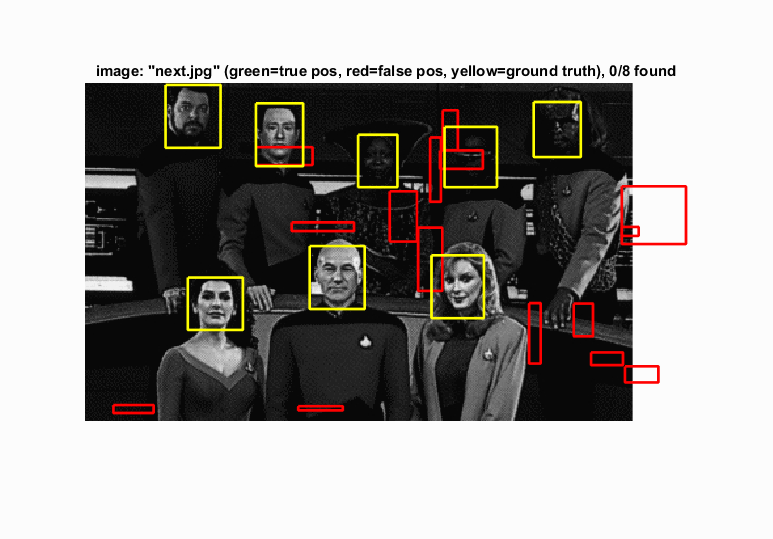 image: "next.jpg" (green=true pos, red=false pos, yellow=ground truth), 0/8 found